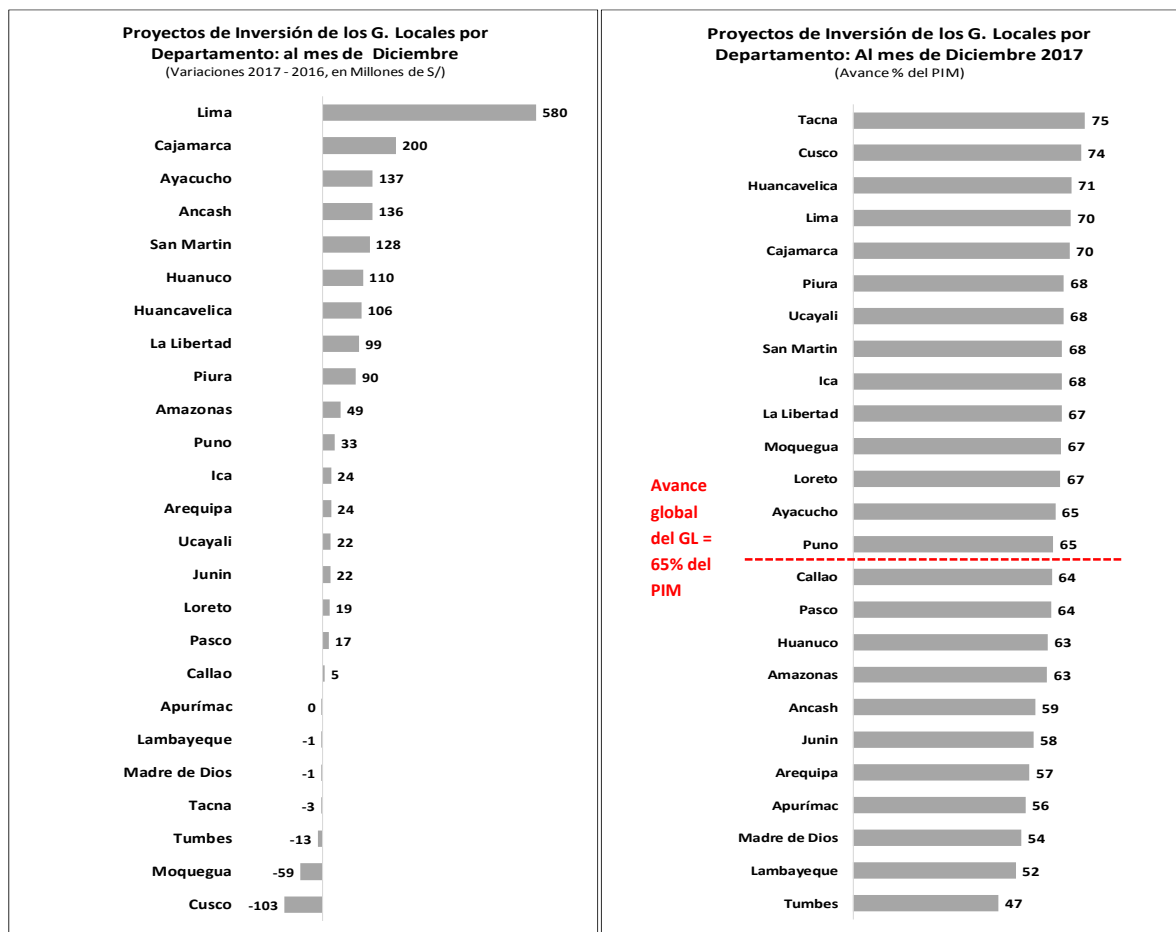 Proyectos de Inversión de los G. Locales por
Departamento: al mes de Diciembre
(Variaciones 2017 - 2016, en Millones de S/)
Lima 580
Cajamarca 200
Ayacucho 137
Ancash 136
San Martin 128
Huanuco 110
Huancavelica 106
La Libertad 99
Piura 90
Amazonas 49
Puno 33
Ica 24
Arequipa 24
Ucayali 22
Junin 22
Loreto 19
Pasco 17
Callao 5
Apurímac 0
Lambayeque -1
Madre de Dios -1
Tacna -3
Tumbes -13
Moquegua -59
Cusco -103
Proyectos de Inversión de los G. Locales por
Departamento: Al mes de Diciembre 2017
(Avance % del PIM)
Tacna 75
Cusco 74
Huancavelica 71
Lima 70
Cajamarca 70
Piura 68
Ucayali 68
San Martin 68
Ica 68
La Libertad 67
Moquegua 67
Loreto 67
Ayacucho 65
Puno 65
Callao 64
Pasco 64
Huanuco 63
Amazonas 63
Ancash 59
Junin 58
Arequipa 57
Apurímac 56
Madre de Dios 54
Lambayeque 52
Tumbes 47
Avance
global
del GL =
65% del
PIM